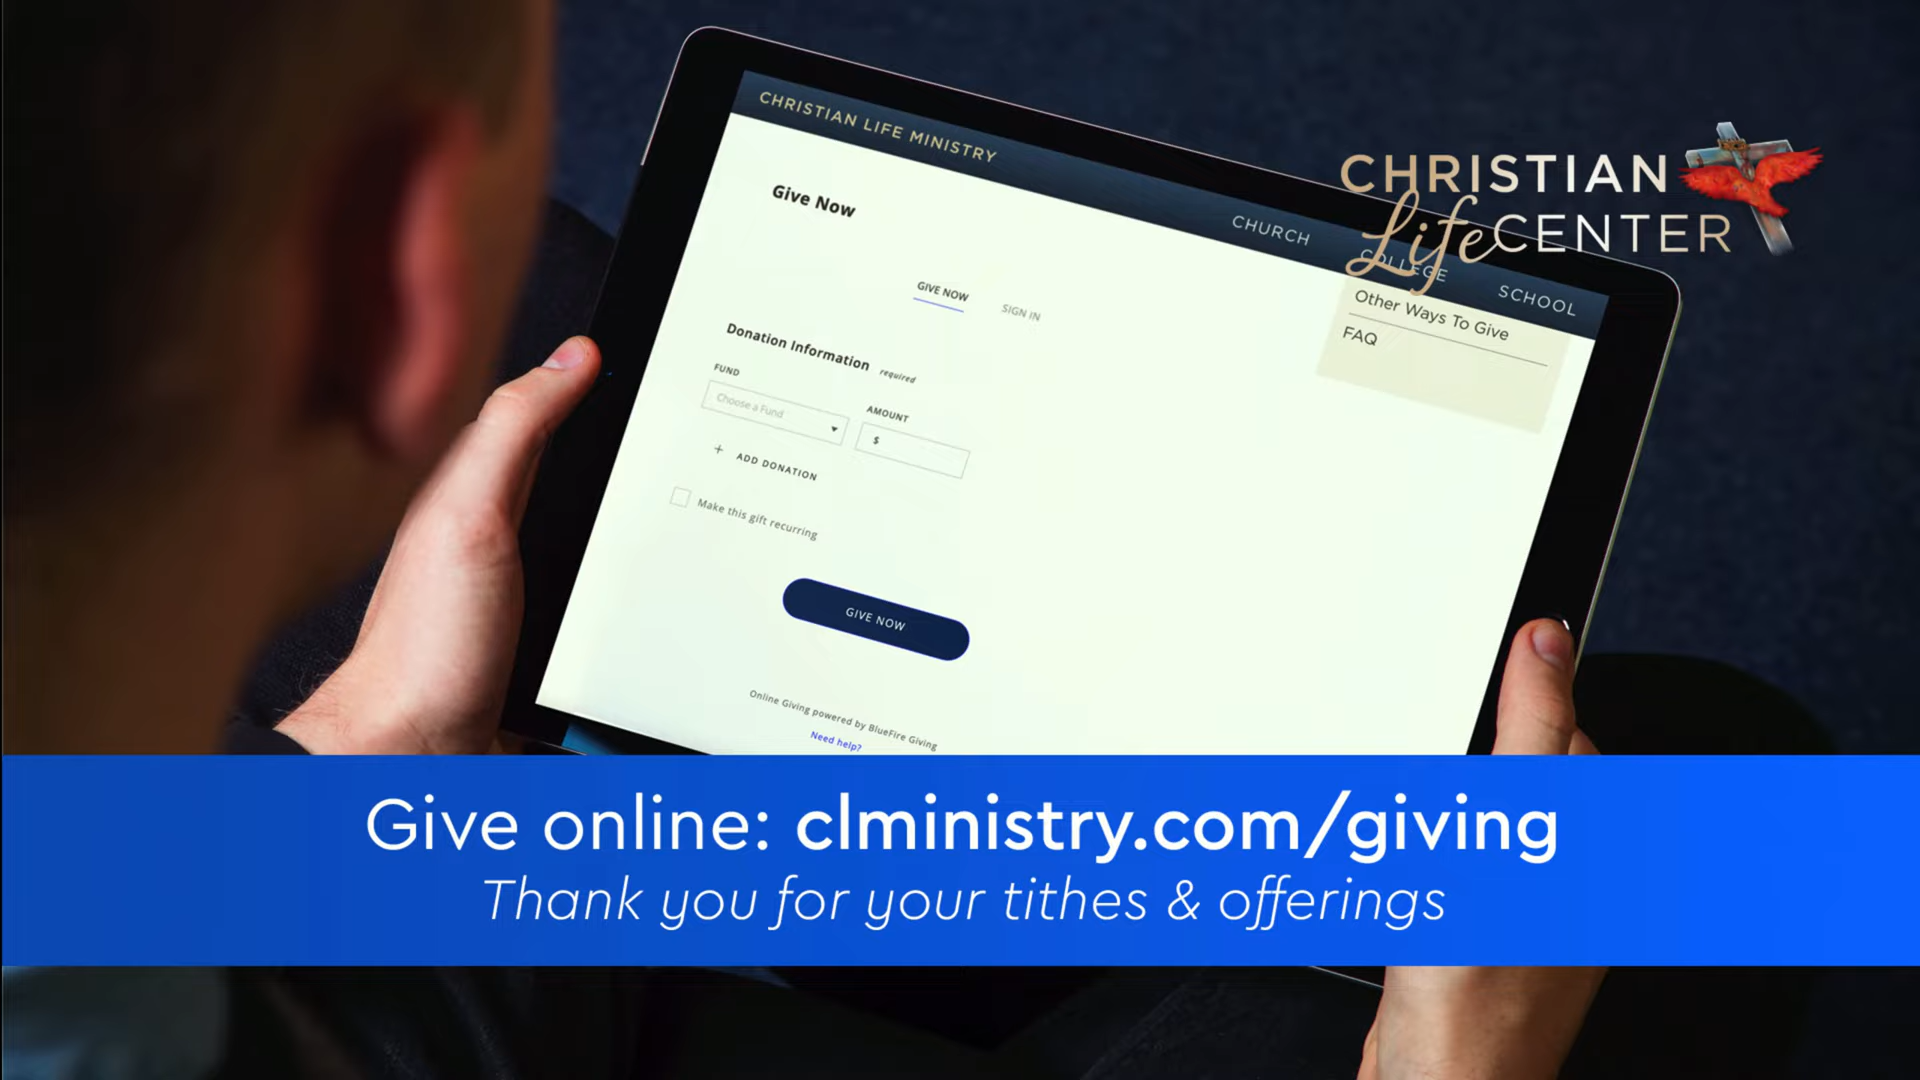 CHRISTIAN LIFE MINISTRY
CHURCH
COLLEGE
SCHOOL
CHRISTIAN
Life CENTER
Give Now
Other Ways To Give
FAQ
GIVE NOW
SIGN IN
Donation Information required
FUND
Choose a Fund
AMOUNT
$
+ ADD DONATION
Make this gift recurring
GIVE NOW
Online Giving powered by BlueFire Giving
Need help?
Give online: clministry.com/giving
Thank you for your tithes & offerings